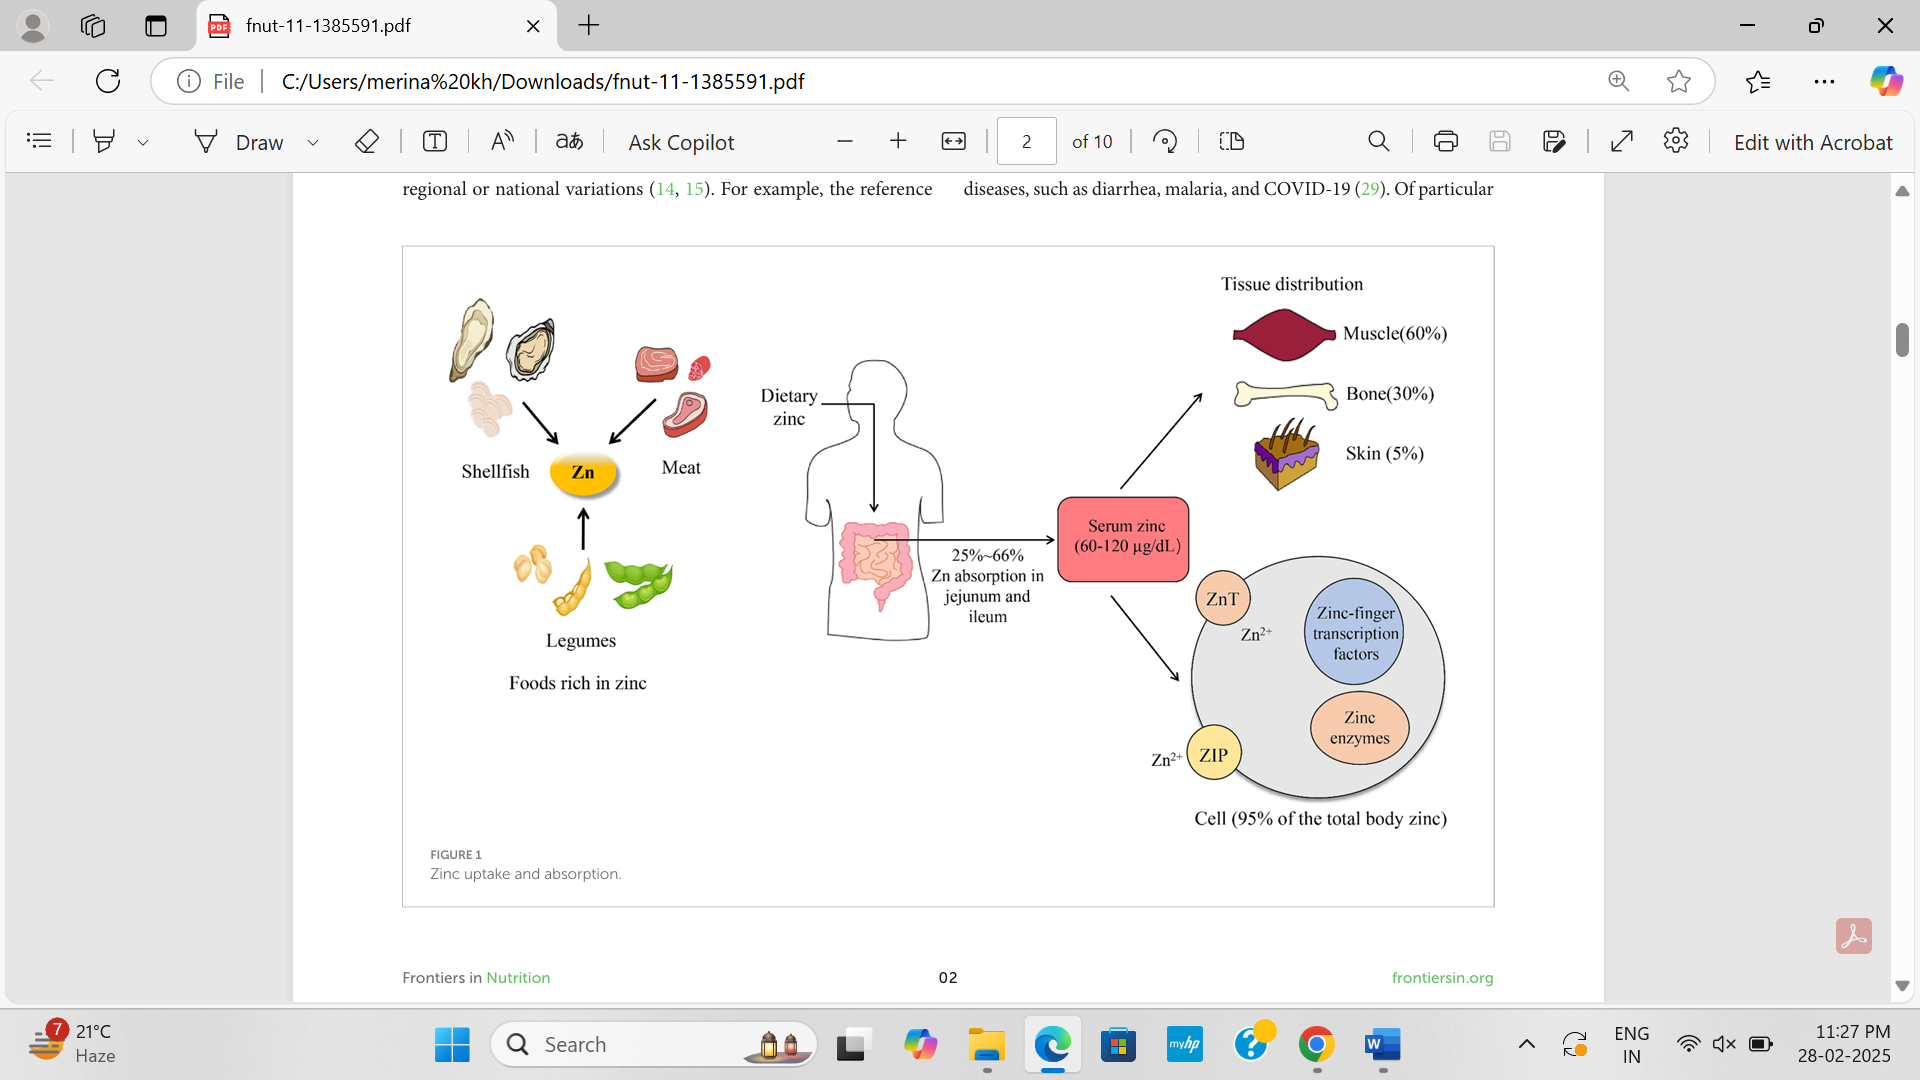 fnut-11-1385591.pdf
File
C:/Users/merina%20kh/Downloads/fnut-11-1385591.pdf
Draw
Ask Copilot
2
of 10
Edit with Acrobat
regional or national variations (14, 15). For example, the reference
diseases, such as diarrhea, malaria, and COVID-19 (29). Of particular
Shellfish
Zn
Meat
Legumes
Foods rich in zinc
Dietary
zinc
25%~66%
Zn absorption in
jejunum and
ileum
Serum zinc
(60-120 µg/dL)
Tissue distribution
Muscle(60%)
Bone(30%)
Skin (5%)
ZnT
Zn²⁺
Zinc-finger
transcription
factors
Zinc
enzymes
Zn²⁺
ZIP
Cell (95% of the total body zinc)
FIGURE 1
Zinc uptake and absorption.
Frontiers in Nutrition
02
frontiersin.org
7
21°C
Haze
Search
myhp
W
ENG
IN
11:27 PM
28-02-2025